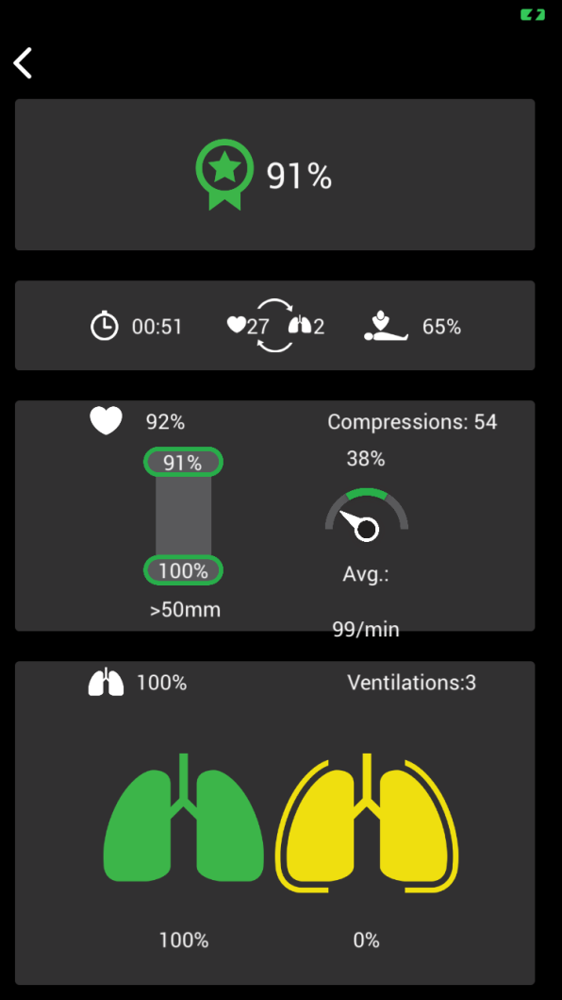 91%
00:51 27 2 65%
92% Compressions: 54
91% 38%
100% Avg.:
>50mm 99/min
100% Ventilations:3
100% 0%